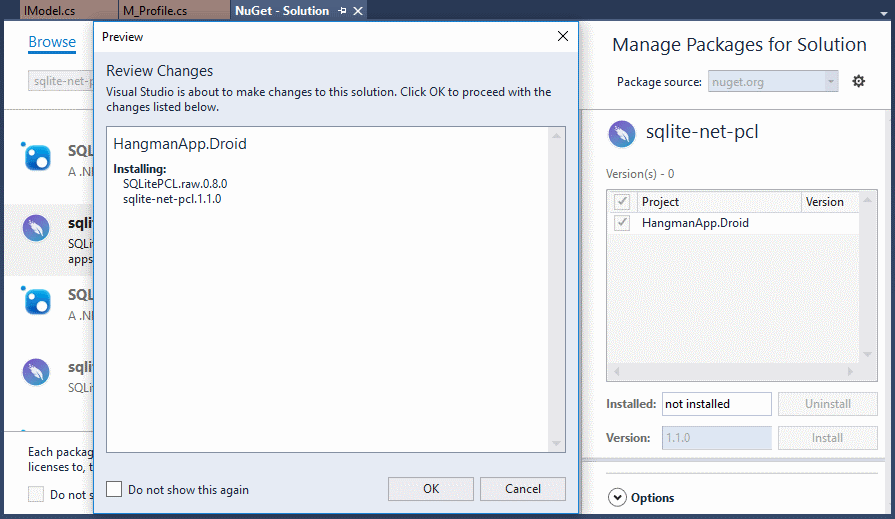 IModel.cs
M_Profile.cs
NuGet - Solution
Browse
sqlite-net-p
A .N
sqli
SQLi
apps
A .N
sqli
SQLi
Each packag
licenses to, t
Do not s
Preview
Review Changes
Visual Studio is about to make changes to this solution. Click OK to proceed with the
changes listed below.
HangmanApp.Droid
Installing:
SQLitePCL.raw.0.8.0
sqlite-net-pcl.1.1.0
Do not show this again
OK
Cancel
Manage Packages for Solution
Package source:
nuget.org
sqlite-net-pcl
Version(s) - 0
Project
Version
HangmanApp.Droid
Installed:
not installed
Uninstall
Version:
1.1.0
Install
Options